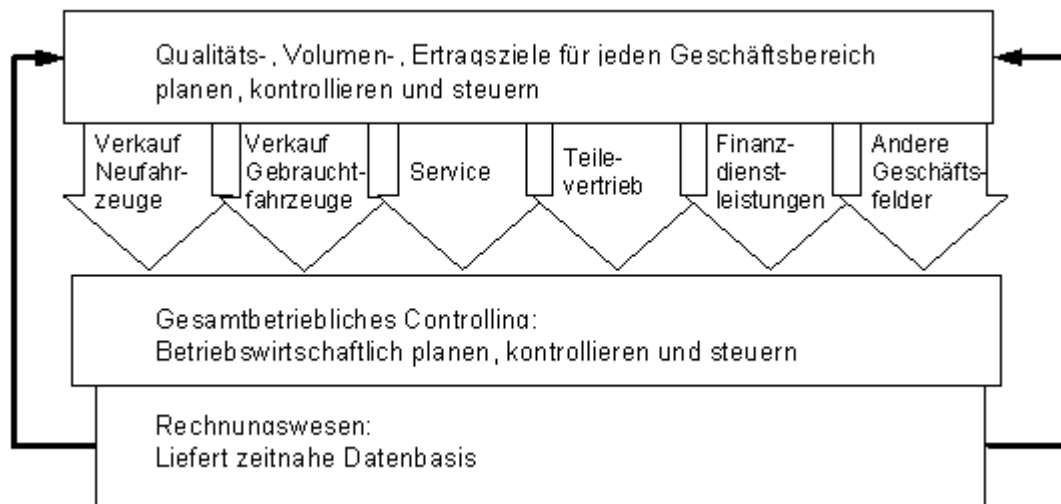 Qualitäts-, Volumen-, Ertragsziele für jeden Geschäftsbereich
planen, kontrollieren und steuern
Verkauf
Neufahr-
zeuge
Verkauf
Gebraucht-
fahrzeuge
Service
Teile-
vertrieb
Finanz-
dienst-
leistungen
Andere
Geschäfts-
felder
Gesamtbetriebliches Controlling:
Betriebswirtschaftlich planen, kontrollieren und steuern
Rechnungswesen:
Liefert zeitnahe Datenbasis